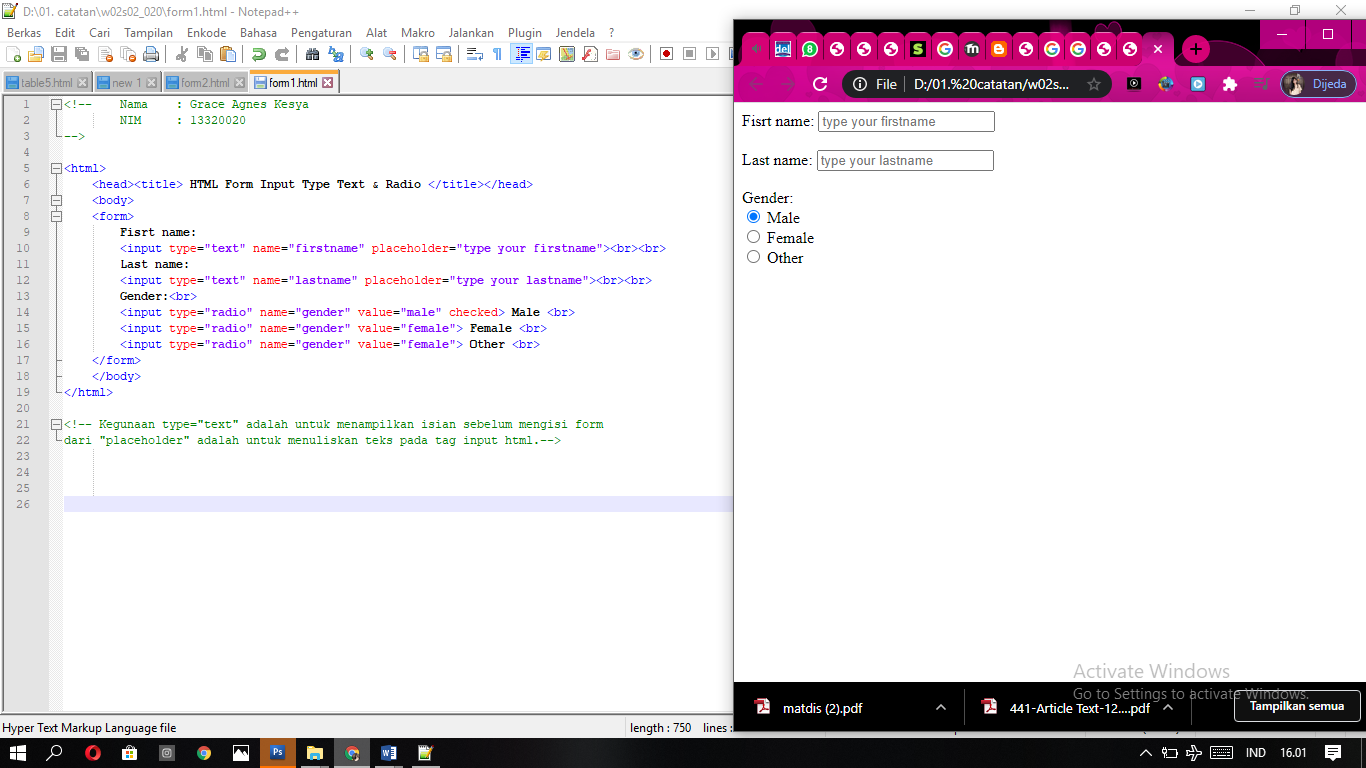 D:\01. catatan\w02s02_020\form1.html - Notepad++
Berkas Edit Cari Tampilan Enkode Bahasa Pengaturan Alat Makro Jalankan Plugin Jendela ?
table5.html new 1 form2.html form1.html
1 <!-- Nama : Grace Agnes Kesya
2 NIM : 13320020
3 -->
4
5 <html>
6 <head><title> HTML Form Input Type Text & Radio </title></head>
7 <body>
8 <form>
9 Fisrt name:
10 <input type="text" name="firstname" placeholder="type your firstname"><br><br>
11 Last name:
12 <input type="text" name="lastname" placeholder="type your lastname"><br><br>
13 Gender:<br>
14 <input type="radio" name="gender" value="male" checked> Male <br>
15 <input type="radio" name="gender" value="female"> Female <br>
16 <input type="radio" name="gender" value="female"> Other <br>
17 </form>
18 </body>
19 </html>
20
21 <!-- Kegunaan type="text" adalah untuk menampilkan isian sebelum mengisi form
22 dari "placeholder" adalah untuk menuliskan teks pada tag input html.-->
23
24
25
26
Hyper Text Markup Language file length : 750 lines :
File D:/01.%20catatan/w02s... Dijeda
Fisrt name: type your firstname
Last name: type your lastname
Gender:
Male
Female
Other
Activate Windows
Go to Settings to activate Windows.
matdis (2).pdf 441-Article Text-12....pdf Tampilkan semua
IND 16.01